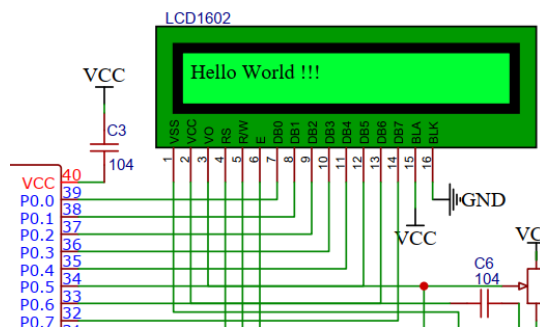 LCD1602
Hello World !!!
VSS
VCC
VO
RS
R/W
E
DB0
DB1
DB2
DB3
DB4
DB5
DB6
DB7
BLA
BLK
1
2
3
4
5
6
7
8
9
10
11
12
13
14
15
16
VCC
C3
104
GND
VCC
VCC 40
P0.0 39
P0.1 38
P0.2 37
P0.3 36
P0.4 35
P0.5 34
P0.6 33
P0.7 32
C6
104